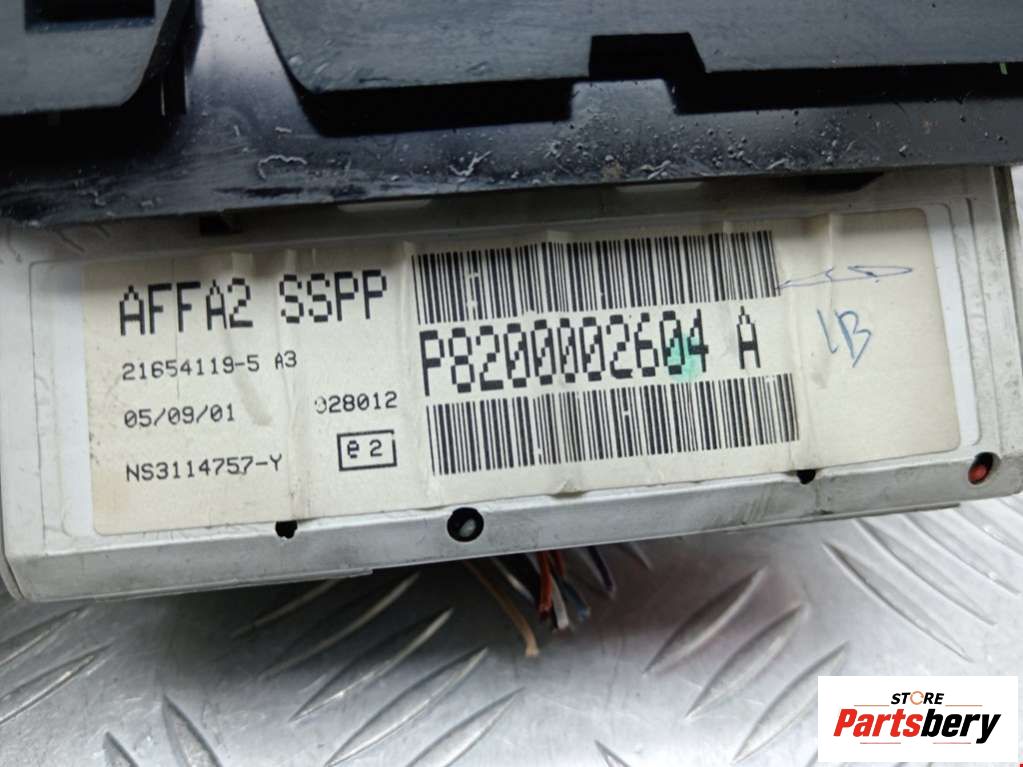 AFFA2 SSPP
21654119-5 A3
05/09/01 028012
NS3114757-Y
e2
P8200002604 A
1B
STORE
Partsbery